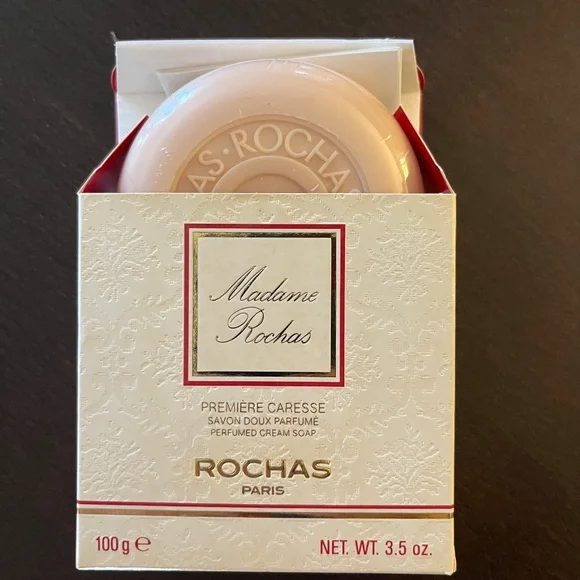 AS · ROCHAS
Madame
Rochas
PREMIÈRE CARESSE
SAVON DOUX PARFUMÉ
PERFUMED CREAM SOAP
ROCHAS
PARIS
100 g ℮ NET. WT. 3.5 oz.